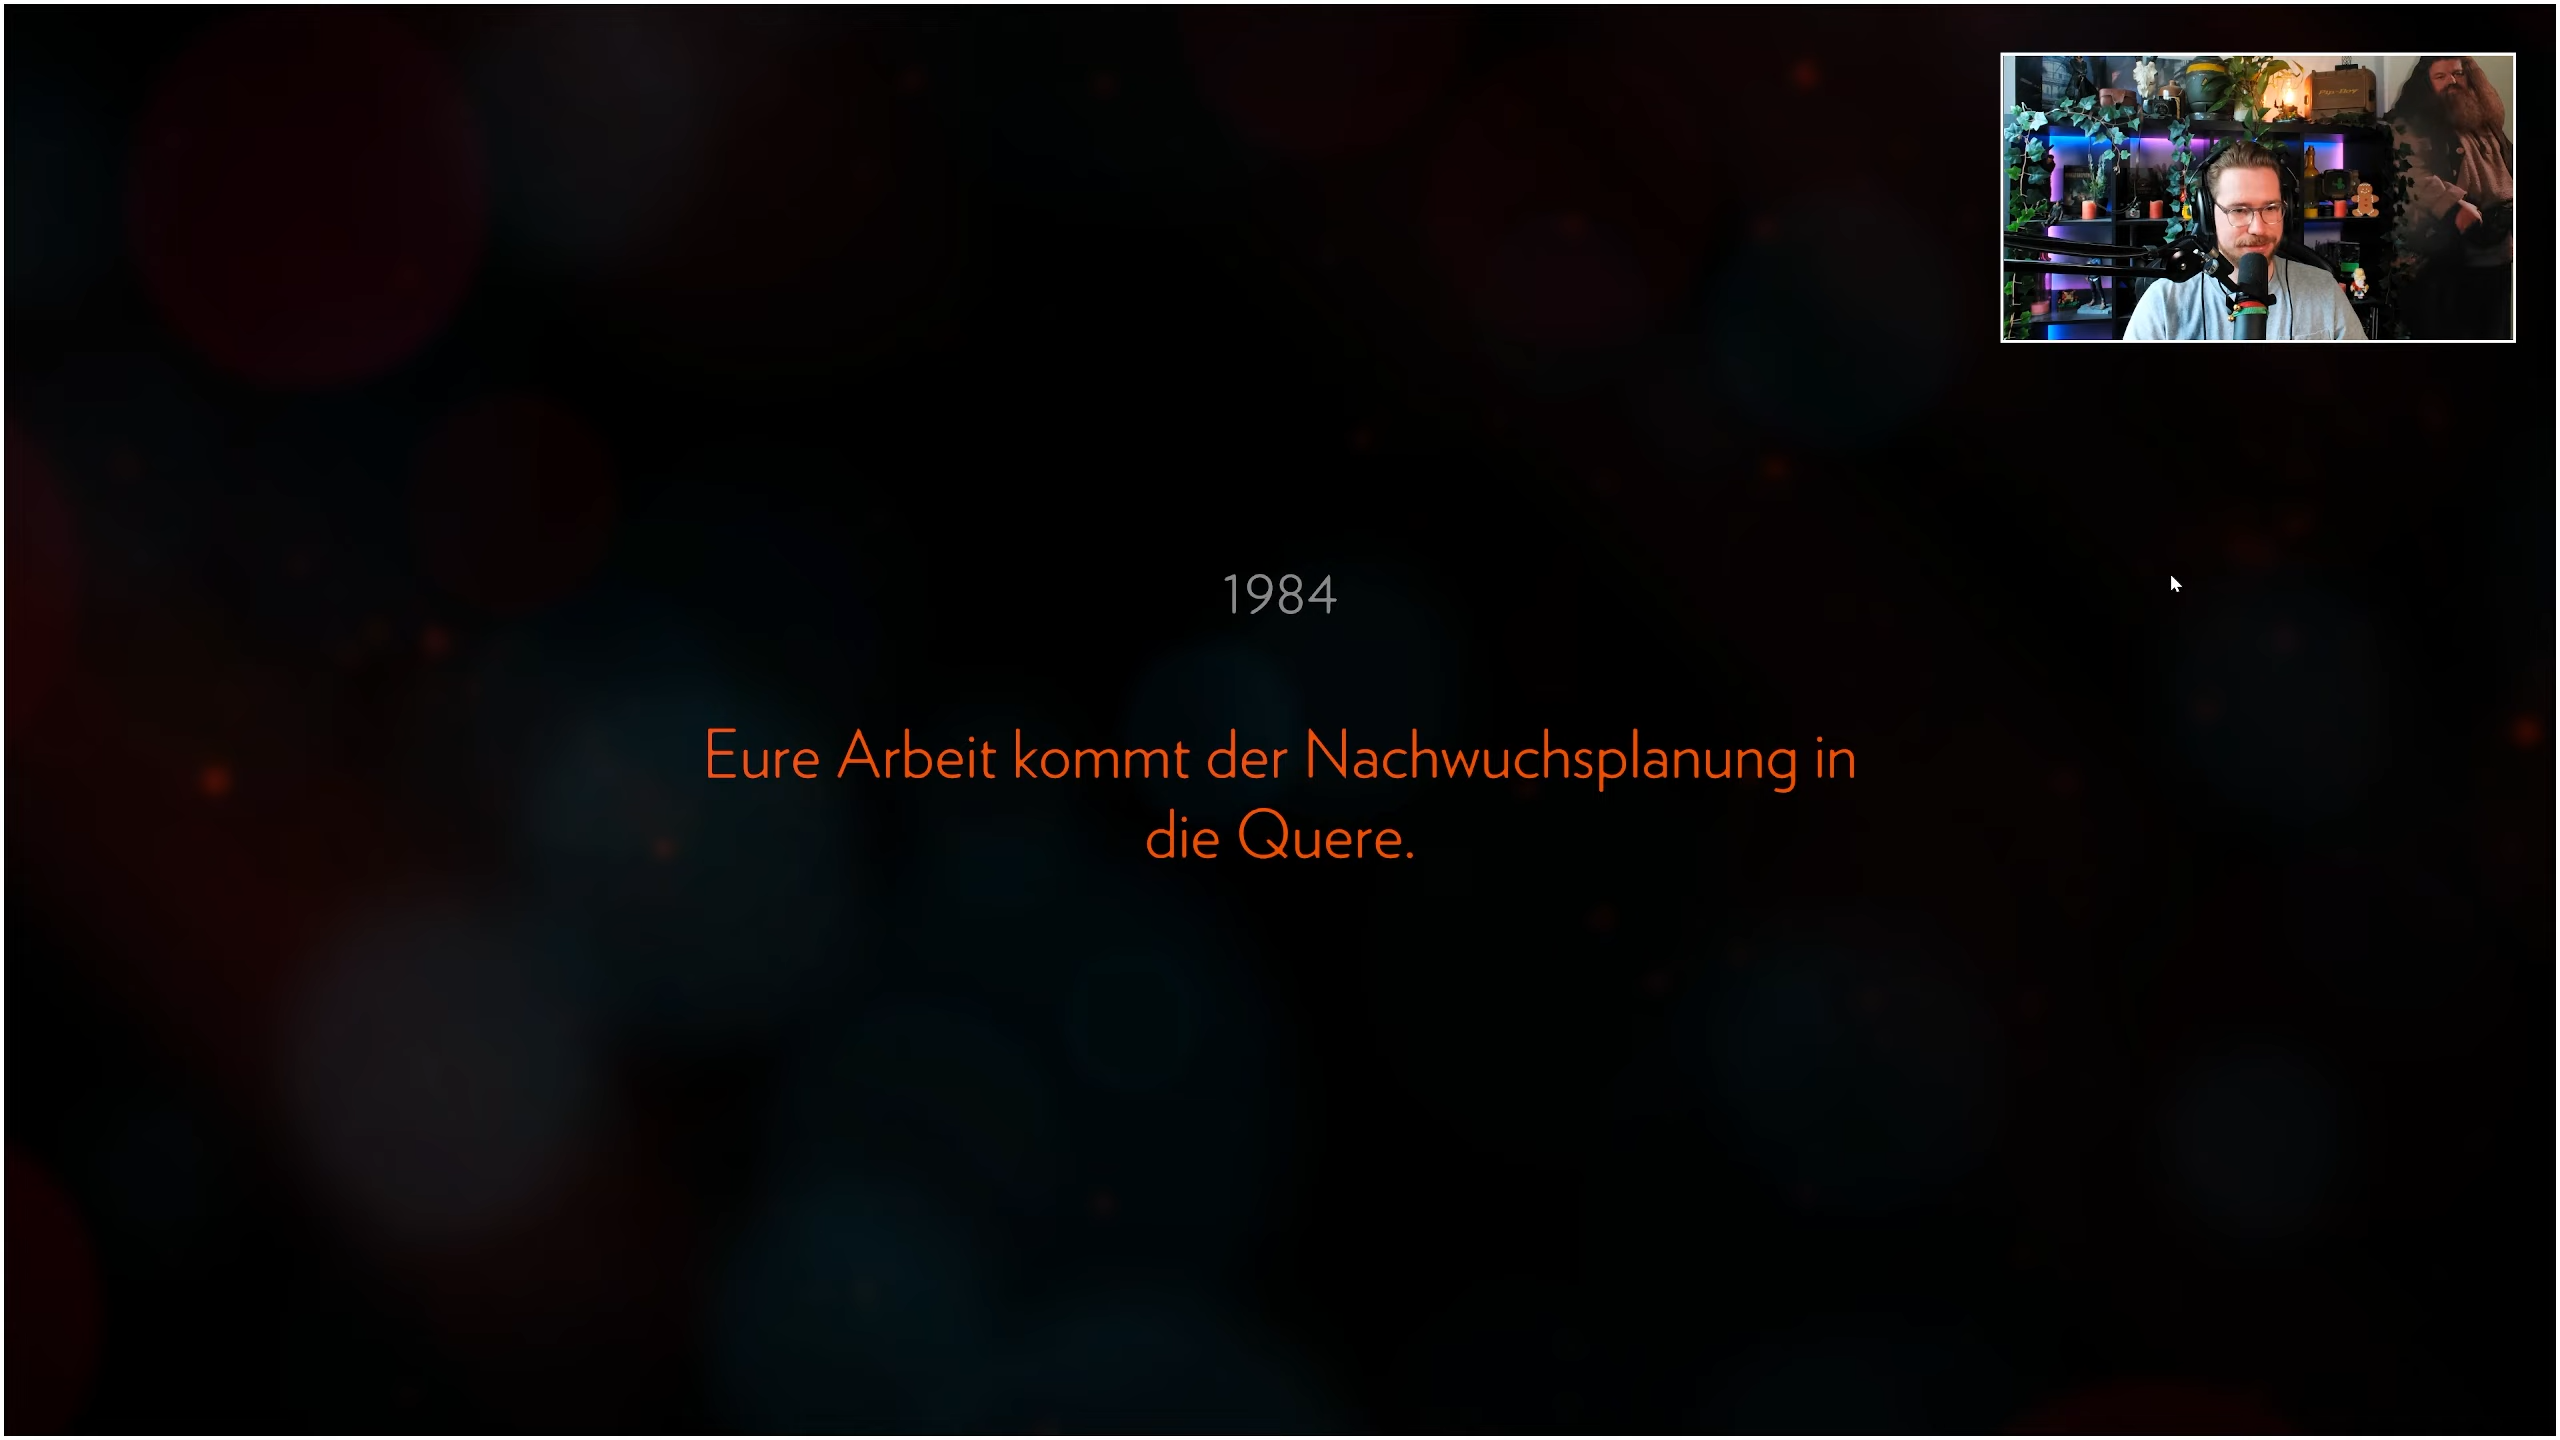 1984
Eure Arbeit kommt der Nachwuchsplanung in
die Quere.